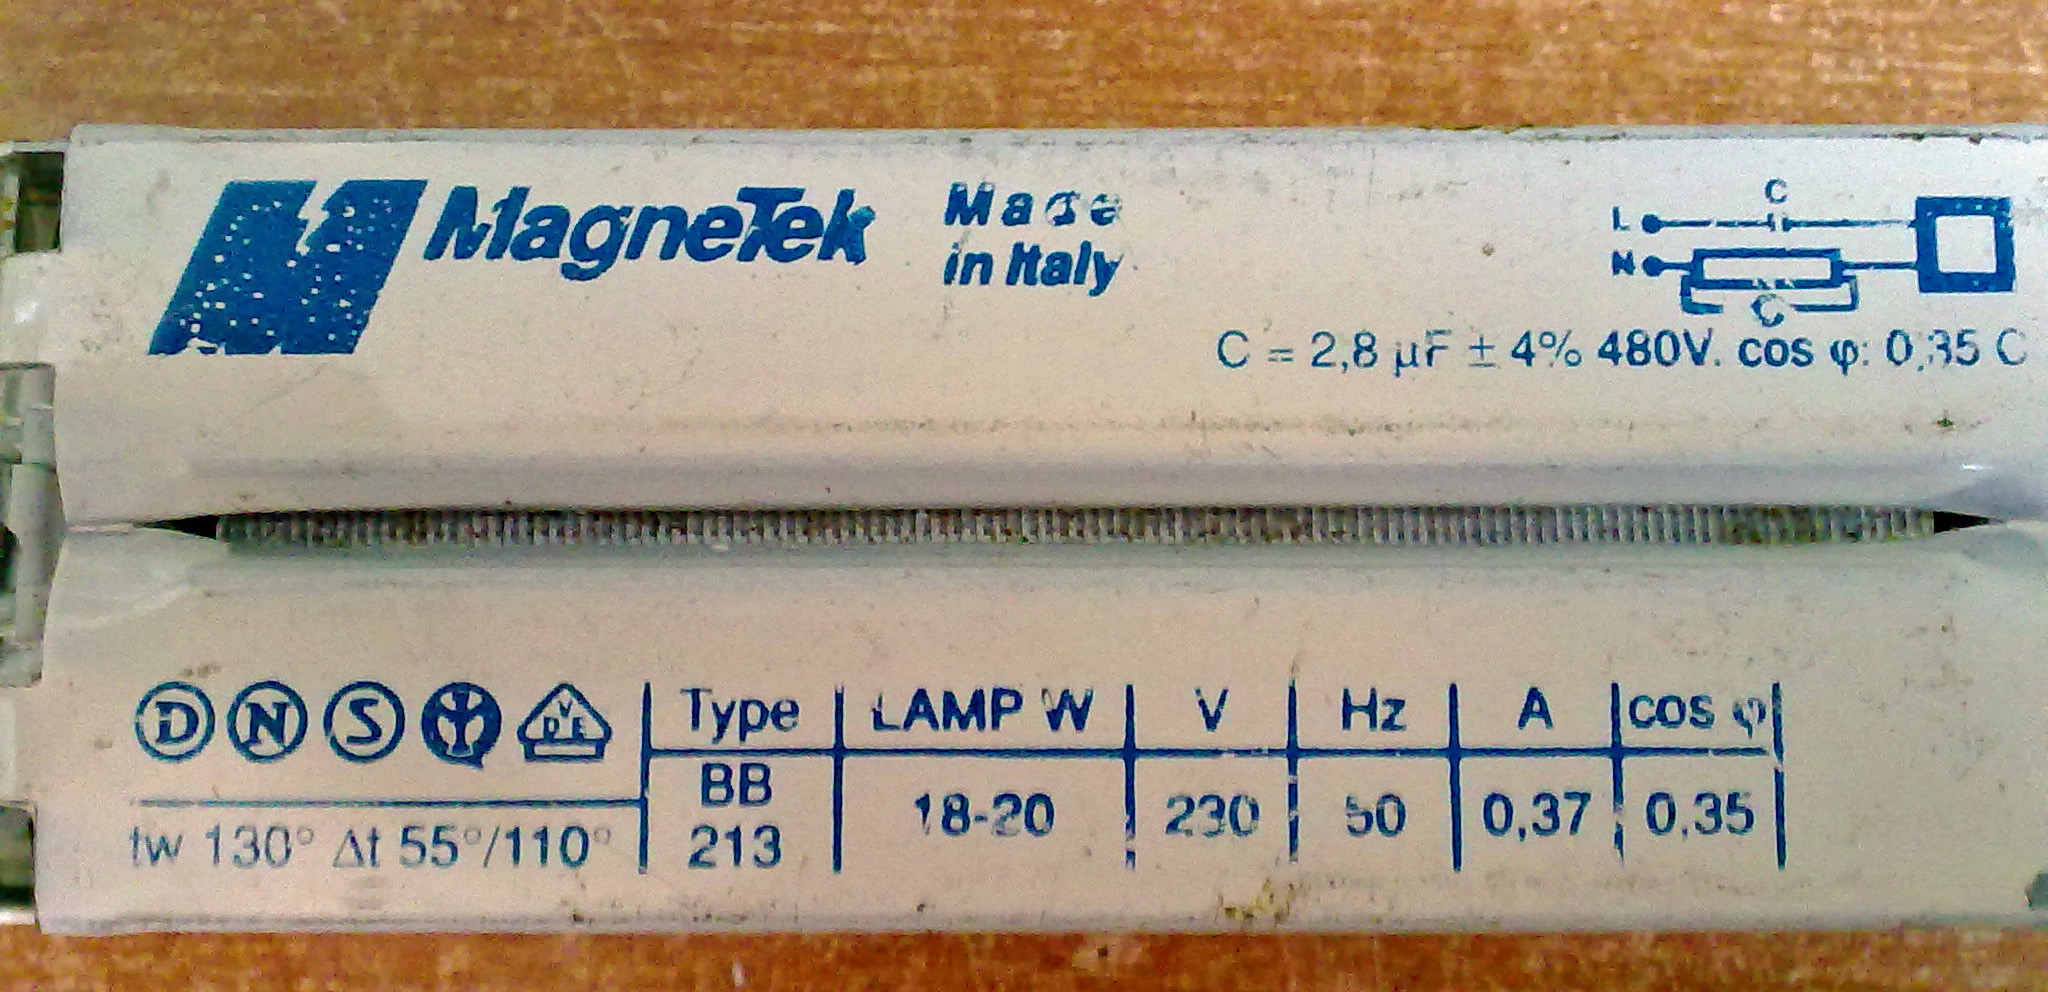 MagneTek
Made
in Italy
C
L
N
C
C = 2,8 µF ± 4% 480V. cos φ: 0,35 C
D N S VDE
Type LAMP W V Hz A cos φ
BB
213 18-20 230 50 0,37 0,35
tw 130° Δt 55°/110°